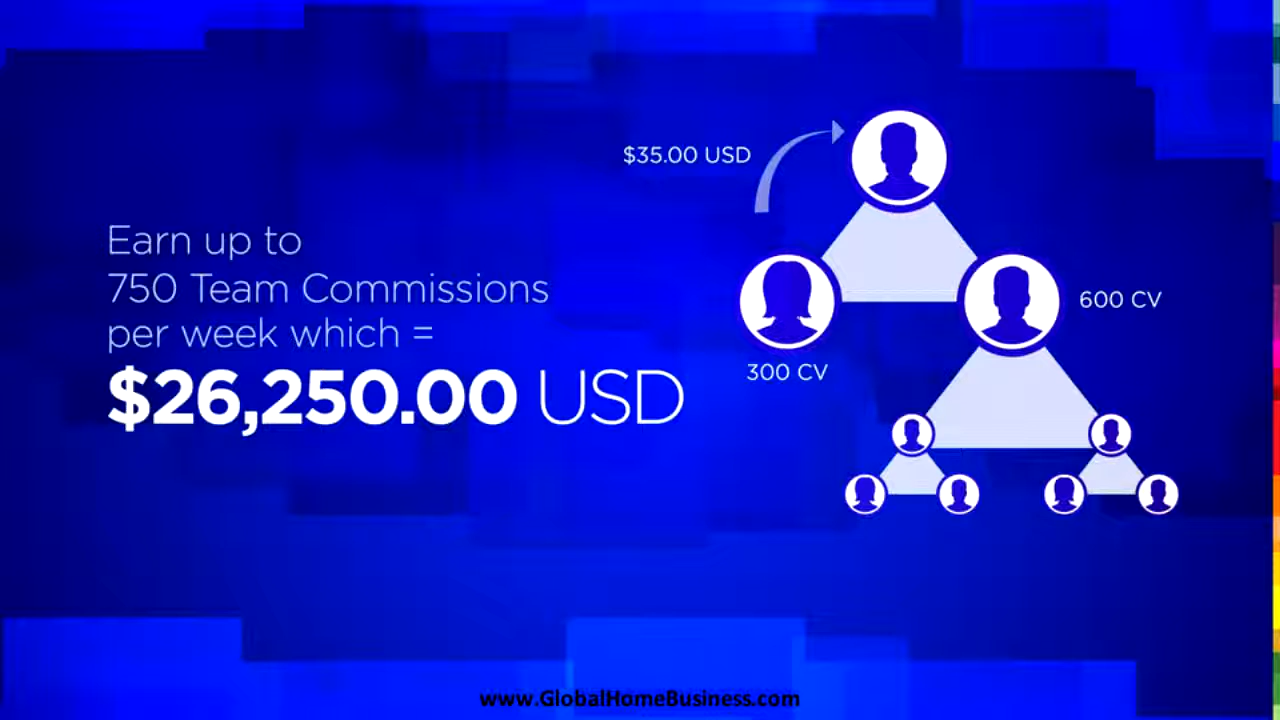 Earn up to
750 Team Commissions
per week which =
$26,250.00 USD
$35.00 USD
600 CV
300 CV
www.GlobalHomeBusiness.com